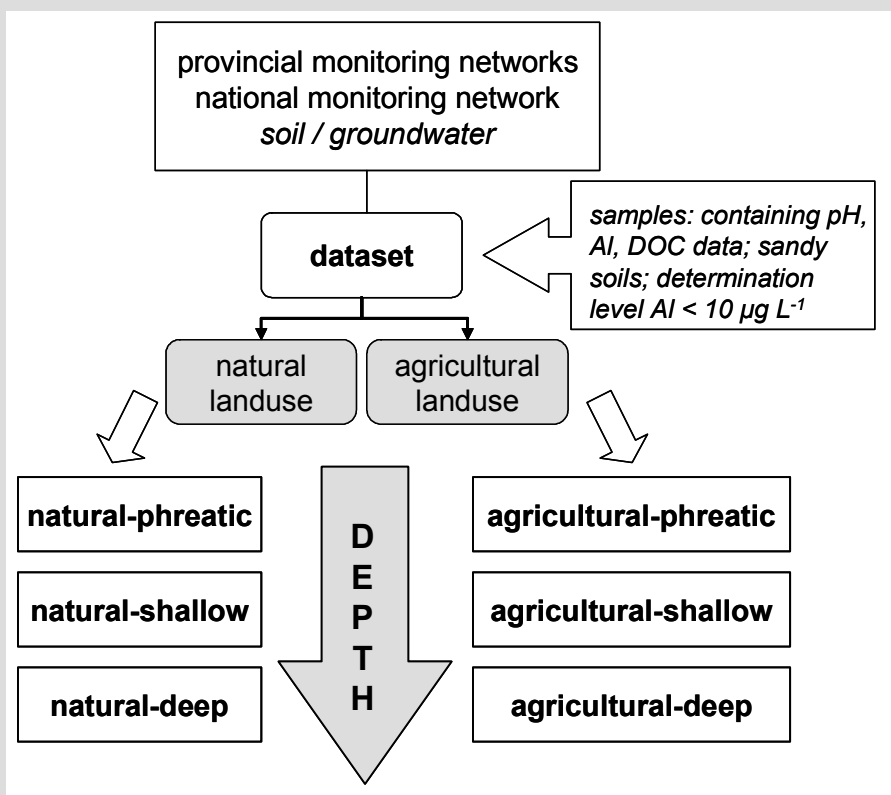 provincial monitoring networks
national monitoring network
soil / groundwater
samples: containing pH,
Al, DOC data; sandy
soils; determination
level Al < 10 µg L⁻¹
dataset
natural
landuse
agricultural
landuse
natural-phreatic
natural-shallow
natural-deep
D
E
P
T
H
agricultural-phreatic
agricultural-shallow
agricultural-deep